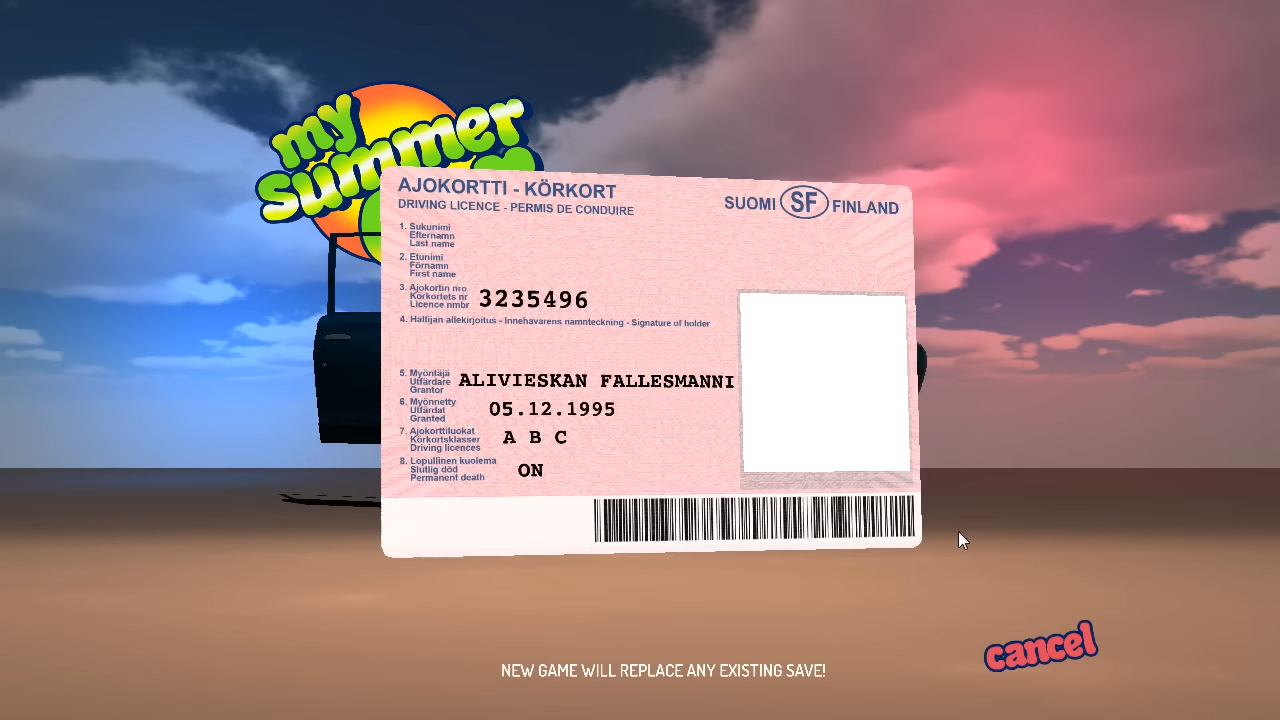 my
summer
AJOKORTTI - KÖRKORT
DRIVING LICENCE - PERMIS DE CONDUIRE
SUOMI SF FINLAND
1. Sukunimi
Efternamn
Last name
2. Etunimi
Förnamn
First name
3. Ajokortin nro
Körkortets nr
Licence nmbr
3235496
4. Haltijan allekirjoitus - Innehavarens namnteckning - Signature of holder
5. Myöntäjä
Utfärdare
Grantor
ALIVIESKAN FALLESMANNI
6. Myönnetty
Utfärdat
Granted
05.12.1995
7. Ajokorttiluokat
Körkortsklasser
Driving licences
A B C
8. Lopullinen kuolema
Slutlig död
Permanent death
ON
cancel
NEW GAME WILL REPLACE ANY EXISTING SAVE!